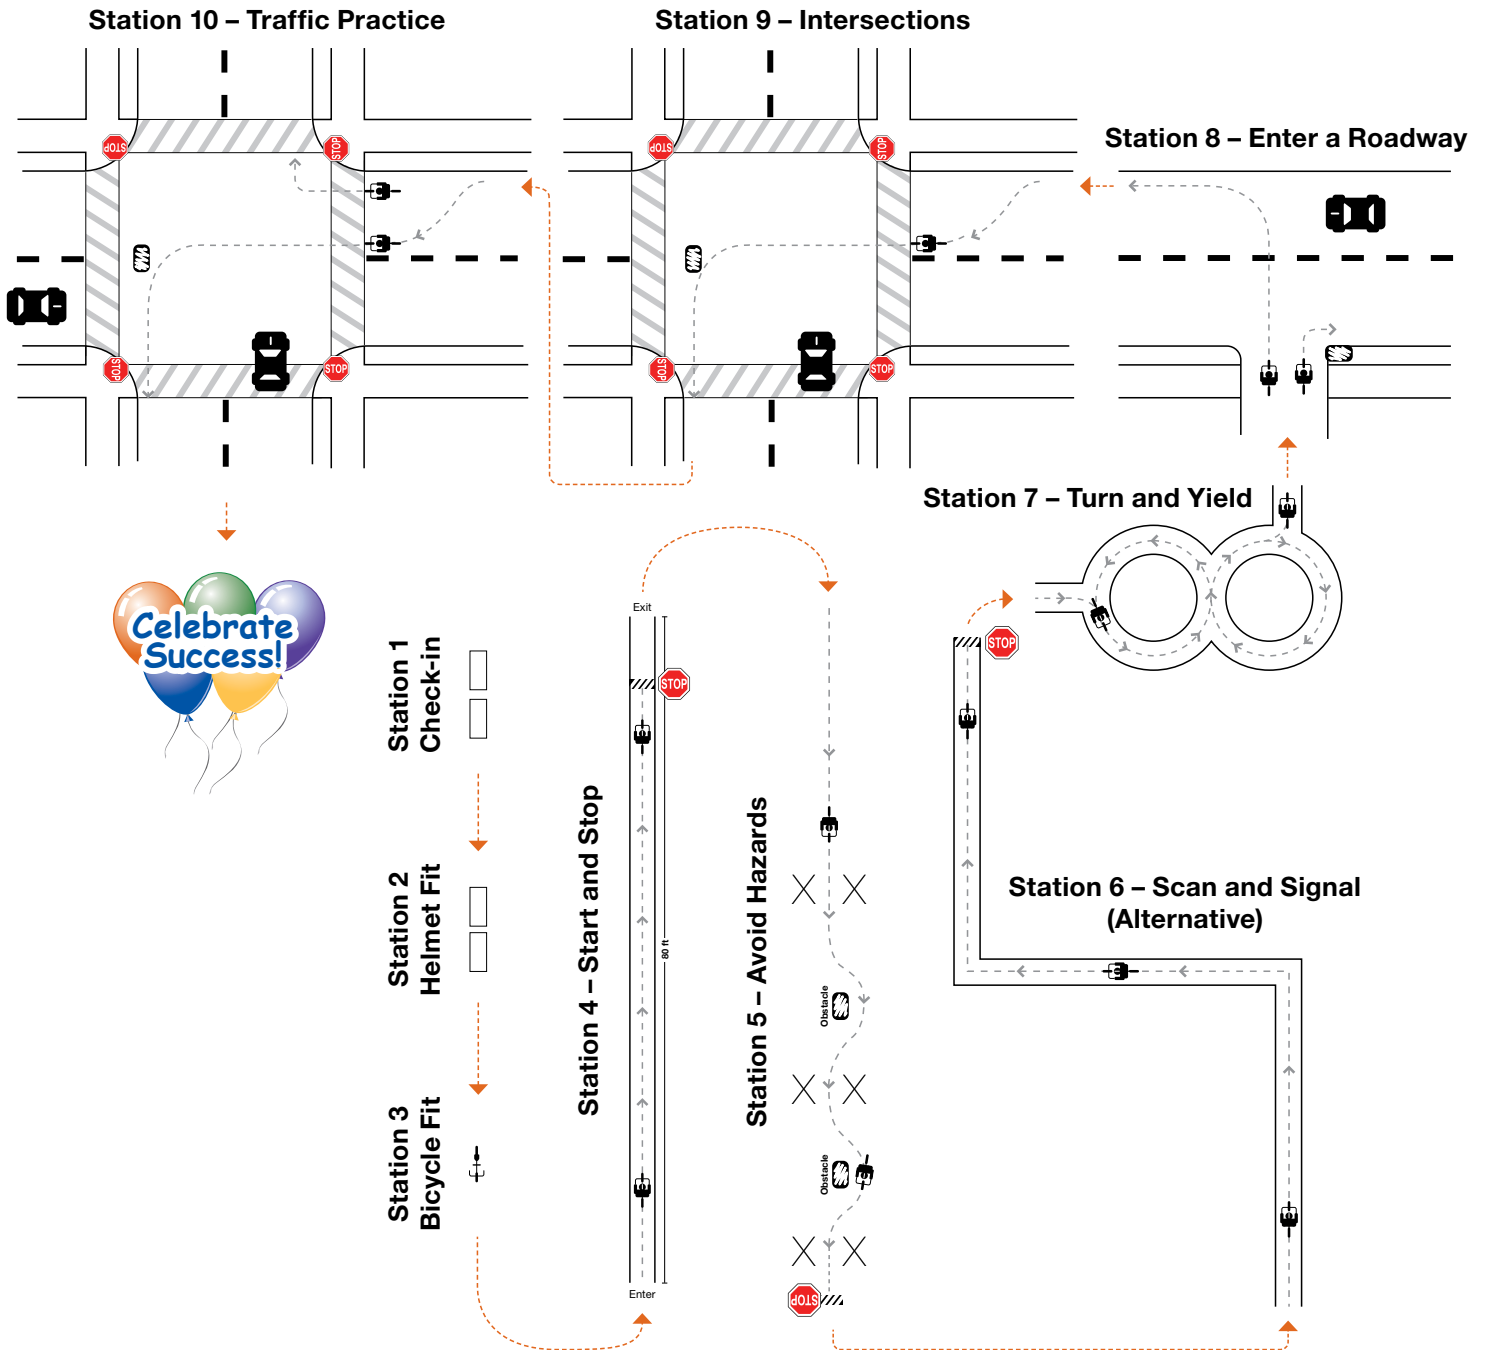 Station 10 – Traffic Practice
Station 9 – Intersections
Station 8 – Enter a Roadway
STOP
STOP
STOP
STOP
STOP
STOP
STOP
STOP
Station 7 – Turn and Yield
STOP
Celebrate
Success!
Station 1
Check-in
Station 2
Helmet Fit
Station 3
Bicycle Fit
Exit
STOP
Station 4 – Start and Stop
80 ft
Enter
Station 5 – Avoid Hazards
Obstacle
Obstacle
STOP
Station 6 – Scan and Signal
(Alternative)